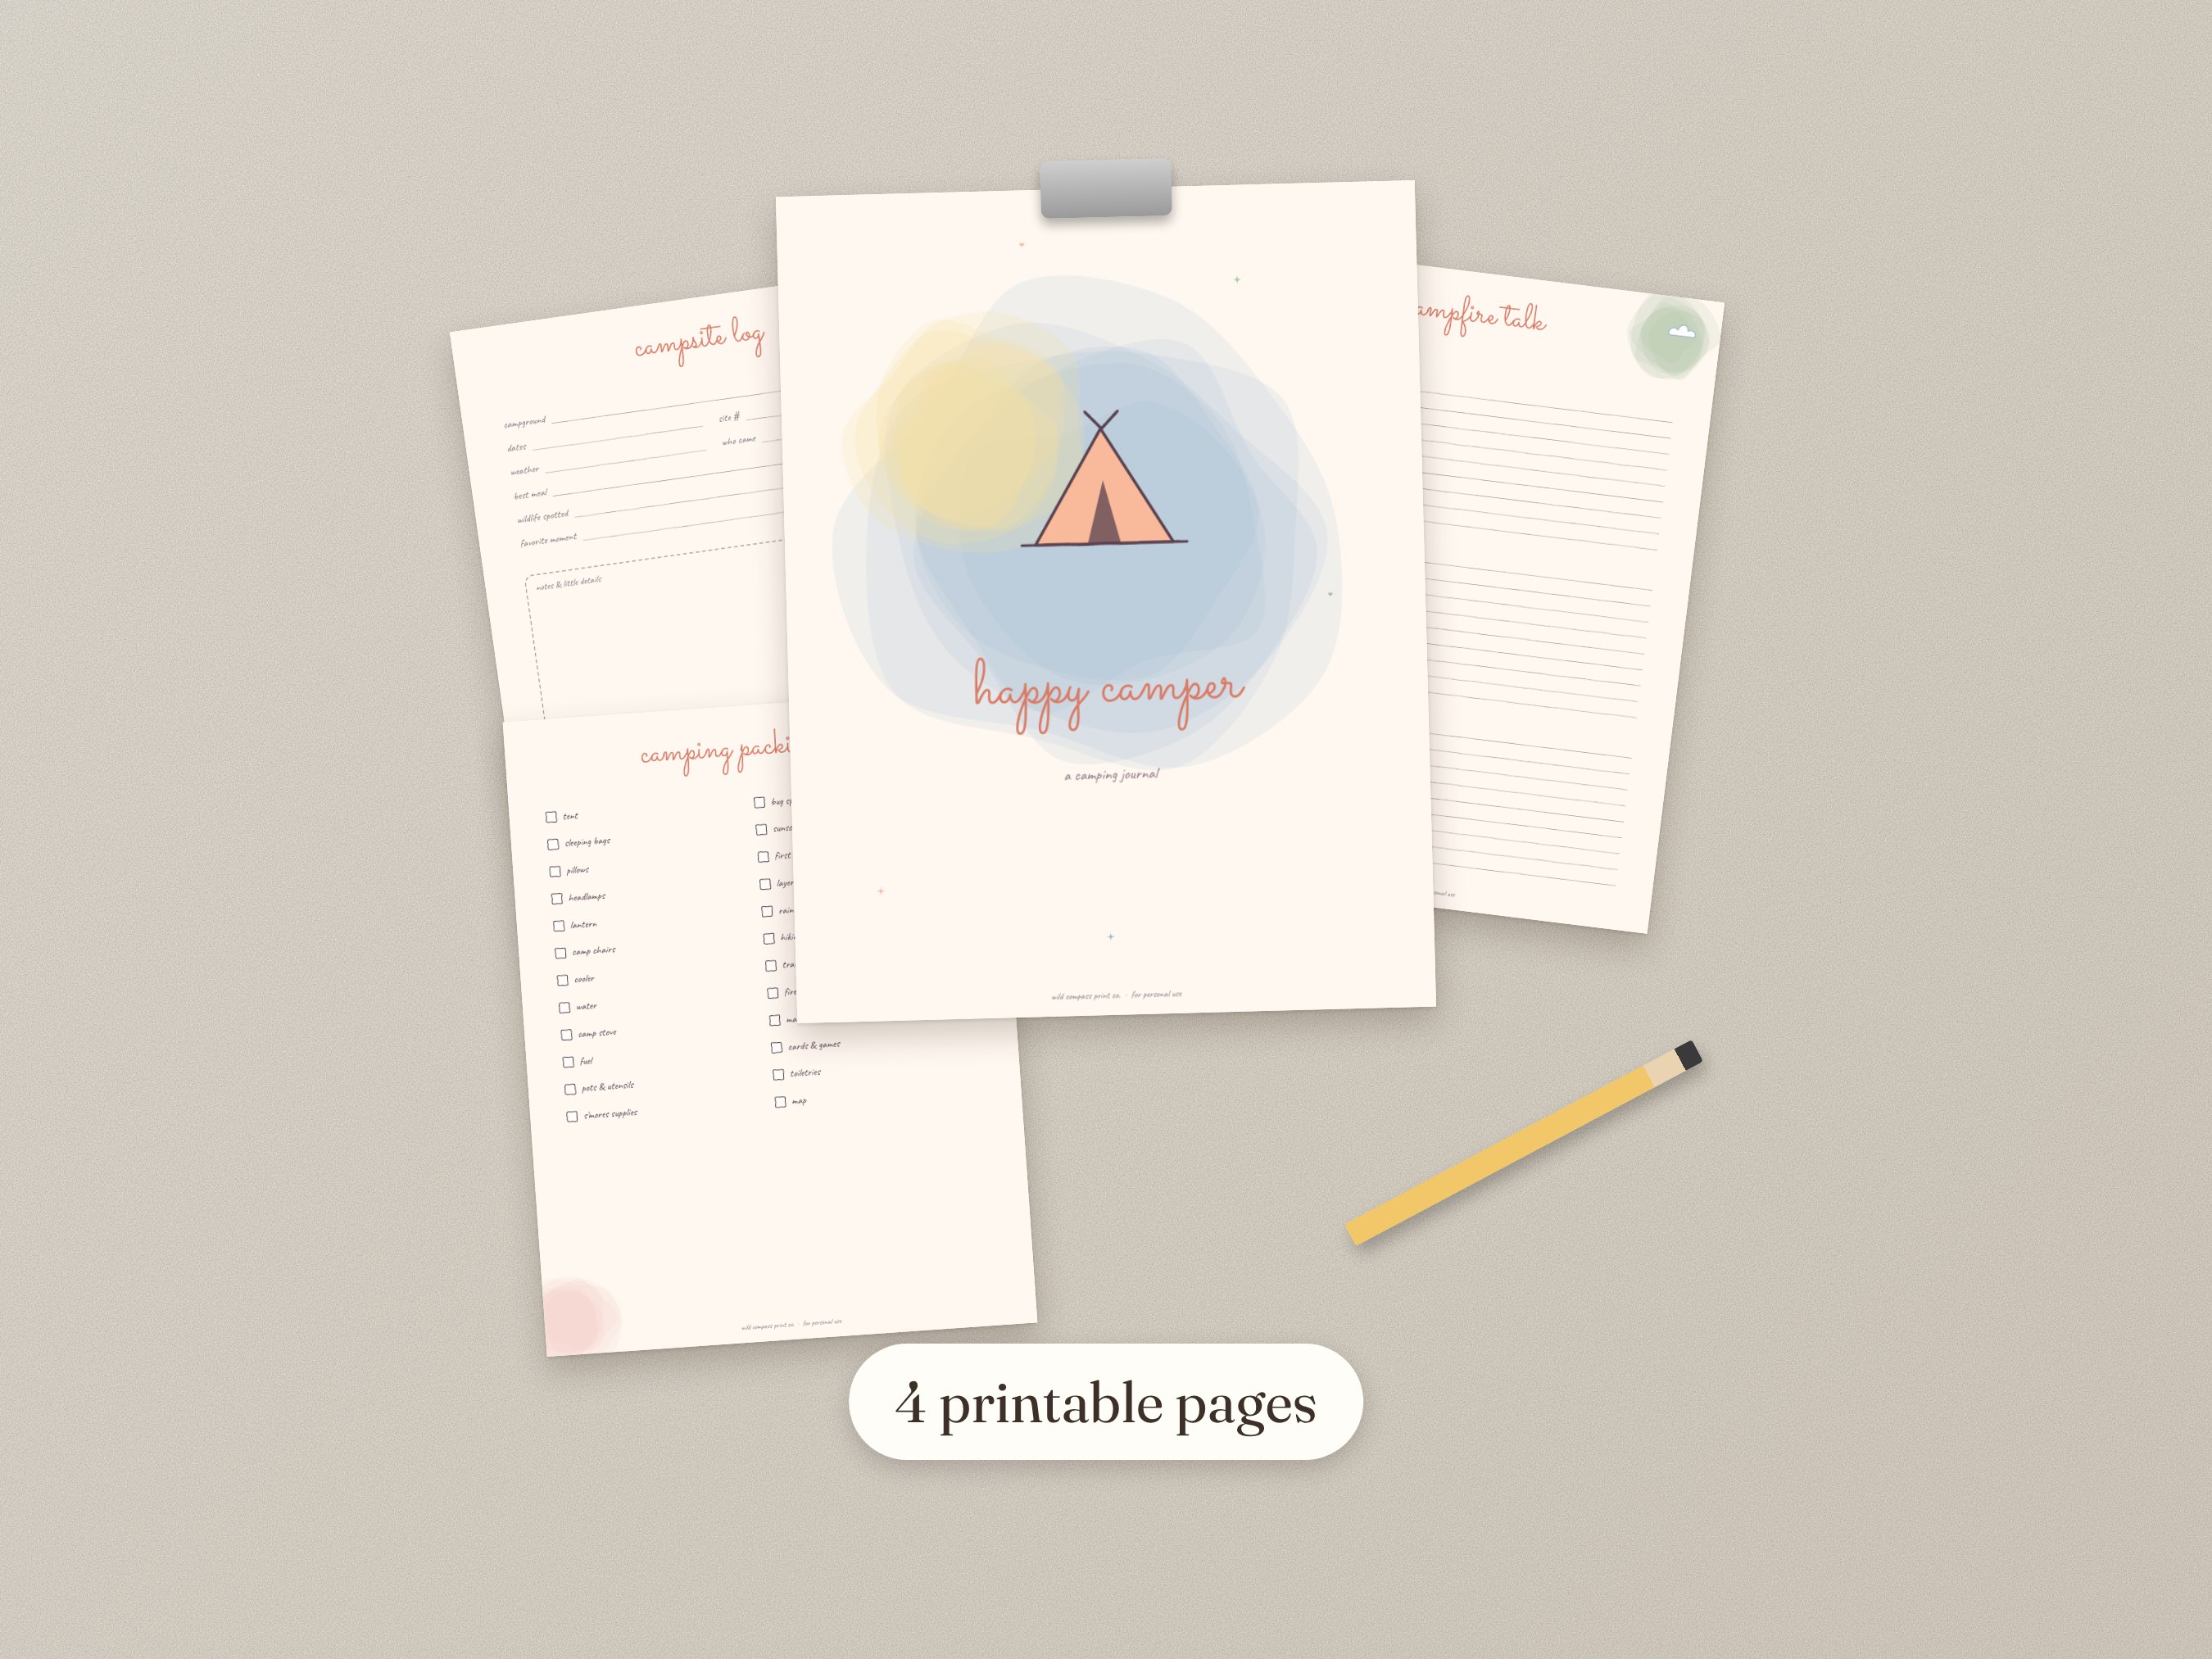 campsite log
campground
dates
site #
weather
who came
best meal
wildlife spotted
favorite moment
notes & little details
campfire talk
happy camper
a camping journal
wild compass print co. · for personal use
camping
tent
sleeping bags
pillows
headlamps
lantern
camp chairs
cooler
water
camp stove
fuel
pots & utensils
s'mores supplies
bug
first
cards & games
toiletries
map
wild compass print co. · for personal use
4 printable pages